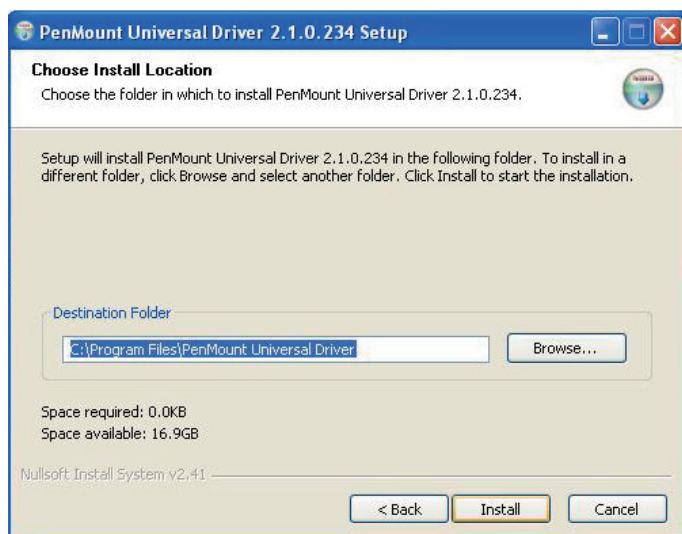 PenMount Universal Driver 2.1.0.234 Setup
Choose Install Location
Choose the folder in which to install PenMount Universal Driver 2.1.0.234.
Setup will install PenMount Universal Driver 2.1.0.234 in the following folder. To install in a
different folder, click Browse and select another folder. Click Install to start the installation.
Destination Folder
C:\Program Files\PenMount Universal Driver
Browse...
Space required: 0.0KB
Space available: 16.9GB
Nullsoft Install System v2.41
< Back
Install
Cancel